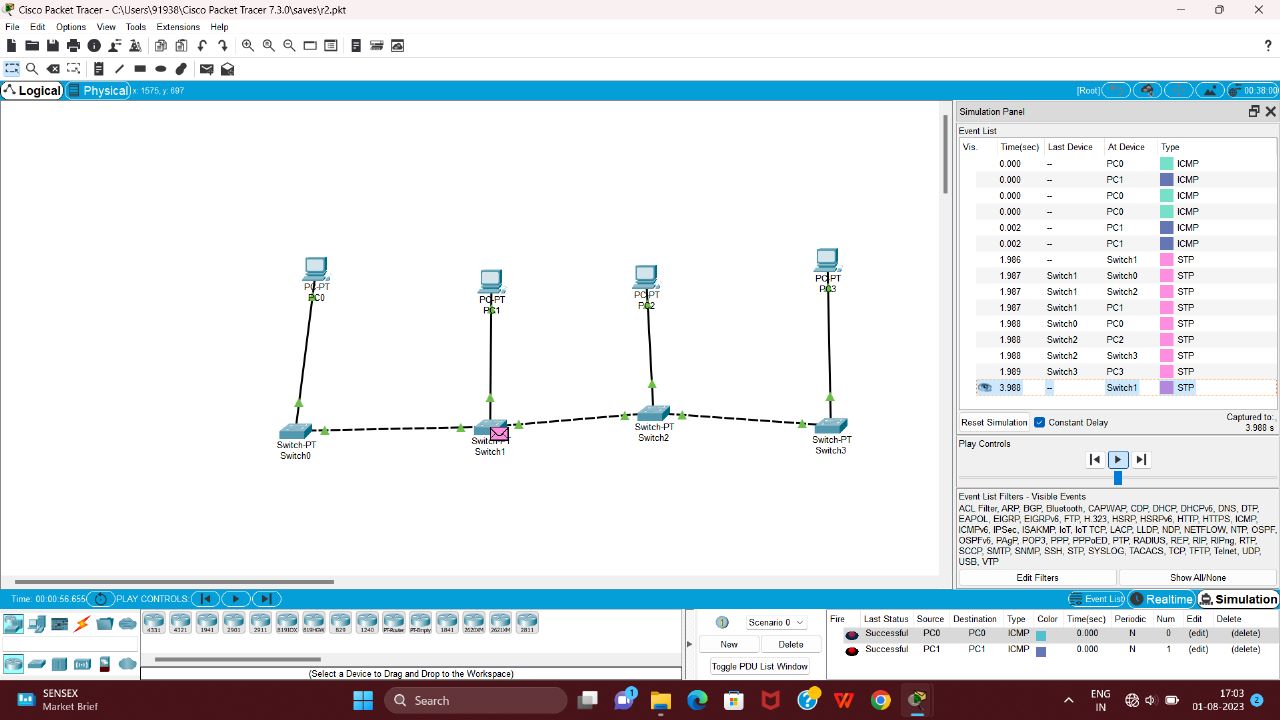 Cisco Packet Tracer - C:\Users\91938\Cisco Packet Tracer 7.3.0\saves\r2.pkt
File Edit Options View Tools Extensions Help
?
Logical Physical x: 1575, y: 697 [Root] 00:38:00
Simulation Panel
Event List
Vis. Time(sec) Last Device At Device Type
0.000 -- PC0 ICMP
0.000 -- PC1 ICMP
0.000 -- PC0 ICMP
0.000 -- PC0 ICMP
0.002 -- PC1 ICMP
0.002 -- PC1 ICMP
1.986 -- Switch1 STP
1.987 Switch1 Switch0 STP
1.987 Switch1 Switch2 STP
1.987 Switch1 PC1 STP
1.988 Switch0 PC0 STP
1.988 Switch2 PC2 STP
1.988 Switch2 Switch3 STP
1.989 Switch3 PC3 STP
3.988 -- Switch1 STP
Reset Simulation Constant Delay Captured to:
3.988 s
Play Controls
Event List Filters - Visible Events
ACL Filter, ARP, BGP, Bluetooth, CAPWAP, CDP, DHCP, DHCPv6, DNS, DTP,
EAPOL, EIGRP, EIGRPv6, FTP, H.323, HSRP, HSRPv6, HTTP, HTTPS, ICMP,
ICMPv6, IPSec, ISAKMP, IoT, IoT TCP, LACP, LLDP, NDP, NETFLOW, NTP, OSPF,
OSPFv6, PAgP, POP3, PPP, PPPoED, PTP, RADIUS, REP, RIP, RIPng, RTP,
SCCP, SMTP, SNMP, SSH, STP, SYSLOG, TACACS, TCP, TFTP, Telnet, UDP,
USB, VTP
Edit Filters Show All/None
PC-PT
PC0
PC-PT
PC1
PC-PT
PC2
PC-PT
PC3
Switch-PT
Switch0
Switch-PT
Switch1
Switch-PT
Switch2
Switch-PT
Switch3
Time: 00:00:56.655 PLAY CONTROLS: Event List Realtime Simulation
4331 4321 1941 2901 2911 819IOX 819HGW 829 1240 PT-Router PT-Empty 1841 2620XM 2621XM 2811
(Select a Device to Drag and Drop to the Workspace)
Scenario 0
New Delete
Toggle PDU List Window
Fire Last Status Source Destination Type Color Time(sec) Periodic Num Edit Delete
Successful PC0 PC0 ICMP 0.000 N 0 (edit) (delete)
Successful PC1 PC1 ICMP 0.000 N 1 (edit) (delete)
SENSEX
Market Brief
Search
1
ENG
IN
17:03
01-08-2023
2